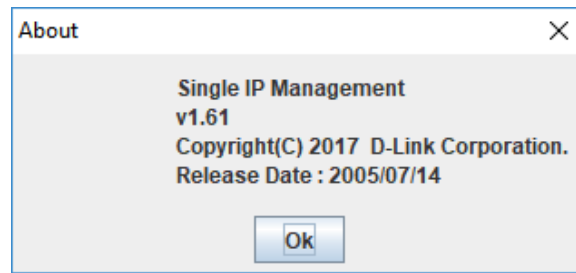 About
Single IP Management
v1.61
Copyright(C) 2017  D-Link Corporation.
Release Date : 2005/07/14
Ok